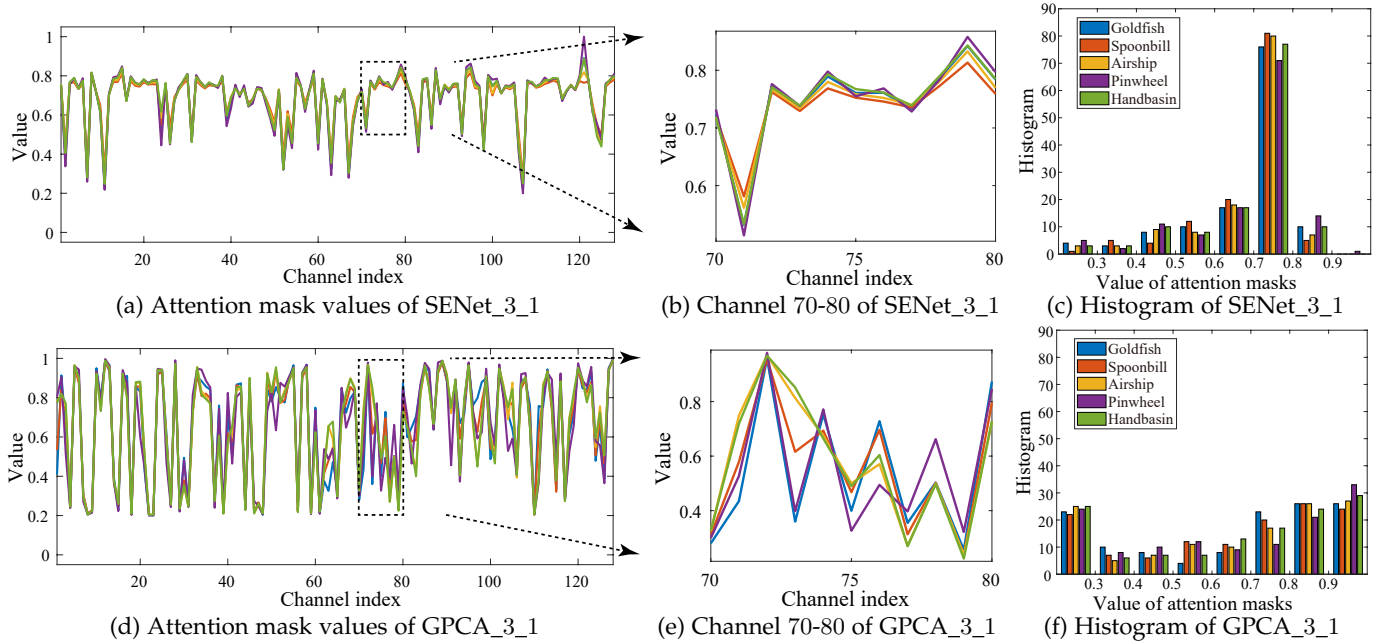 1
0.8
0.6
0.4
0.2
0
Value
20 40 60 80 100 120
Channel index
(a) Attention mask values of SENet_3_1
0.8
0.7
0.6
Value
70 75 80
Channel index
(b) Channel 70-80 of SENet_3_1
90
80
70
60
50
40
30
20
10
0
Histogram
Goldfish
Spoonbill
Airship
Pinwheel
Handbasin
0.3 0.4 0.5 0.6 0.7 0.8 0.9
Value of attention masks
(c) Histogram of SENet_3_1
1
0.8
0.6
0.4
0.2
0
Value
20 40 60 80 100 120
Channel index
(d) Attention mask values of GPCA_3_1
0.8
0.6
0.4
Value
70 75 80
Channel index
(e) Channel 70-80 of GPCA_3_1
90
80
70
60
50
40
30
20
10
0
Histogram
Goldfish
Spoonbill
Airship
Pinwheel
Handbasin
0.3 0.4 0.5 0.6 0.7 0.8 0.9
Value of attention masks
(f) Histogram of GPCA_3_1